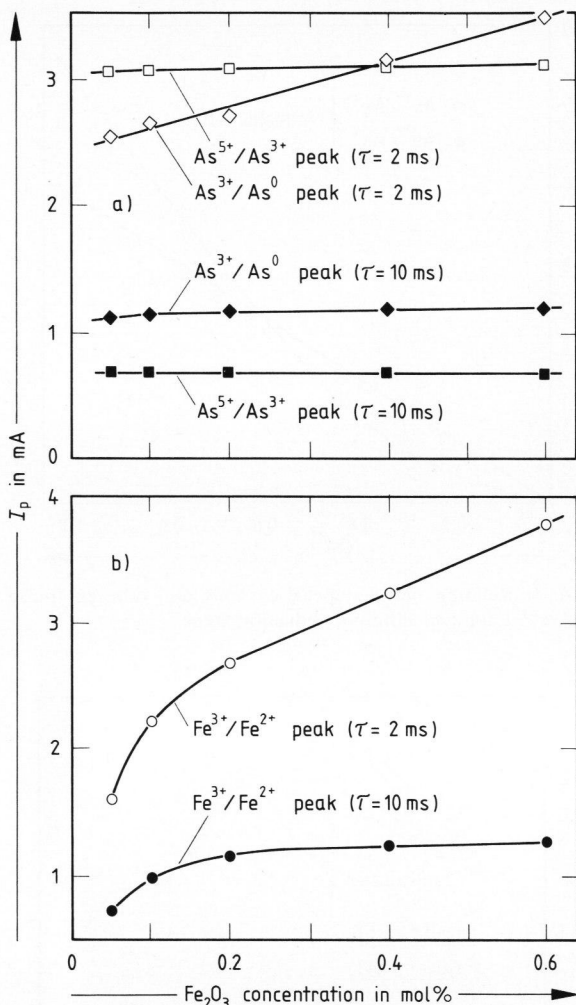 3
As⁵⁺/As³⁺ peak (τ = 2 ms)
As³⁺/As⁰ peak (τ = 2 ms)
2
a)
As³⁺/As⁰ peak (τ = 10 ms)
1
As⁵⁺/As³⁺ peak (τ = 10 ms)
0
I_p in mA
4
b)
3
Fe³⁺/Fe²⁺ peak (τ = 2 ms)
2
Fe³⁺/Fe²⁺ peak (τ = 10 ms)
1
0 0.2 0.4 0.6
Fe₂O₃ concentration in mol%